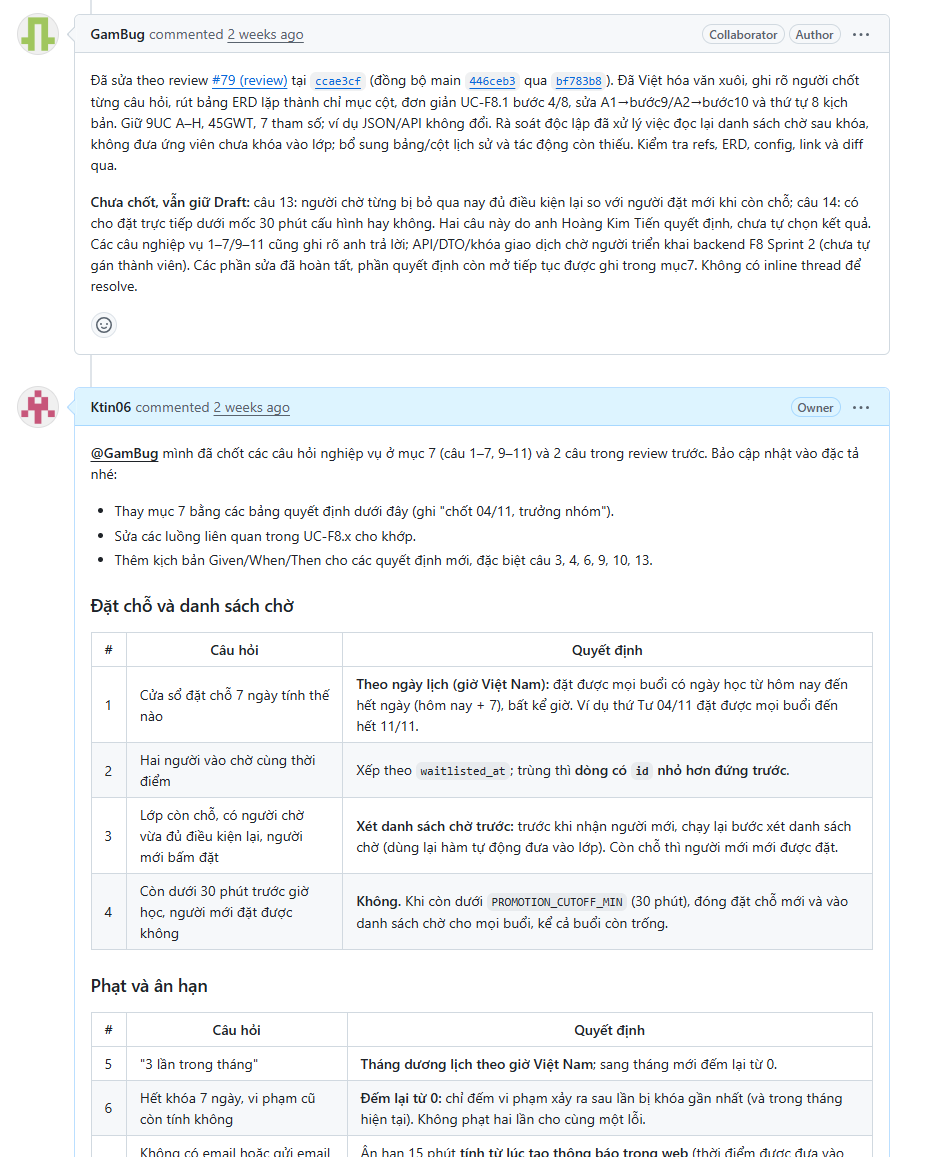 GambBug commented 2 weeks ago Collaborator Author ...
Đã sửa theo review #79 (review) tại ccae3cf (đồng bộ main 446ceb3 qua bf783b8 ). Đã Việt hóa văn xuôi, ghi rõ người chốt
từng câu hỏi, rút bảng ERD lặp thành chỉ mục cột, đơn giản UC-F8.1 bước 4/8, sửa A1→bước9/A2→bước10 và thứ tự 8 kịch
bản. Giữ 9UC A–H, 45GWT, 7 tham số; ví dụ JSON/API không đổi. Rà soát độc lập đã xử lý việc đọc lại danh sách chờ sau khóa,
không đưa ứng viên chưa khóa vào lớp; bổ sung bảng/cột lịch sử và tác động còn thiếu. Kiểm tra refs, ERD, config, link và diff
qua.
Chưa chốt, vẫn giữ Draft: câu 13: người chờ từng bị bỏ qua nay đủ điều kiện lại so với người đặt mới khi còn chỗ; câu 14: có
cho đặt trực tiếp dưới mốc 30 phút cấu hình hay không. Hai câu này do anh Hoàng Kim Tiến quyết định, chưa tự chọn kết quả.
Các câu nghiệp vụ 1–7/9–11 cũng ghi rõ anh trả lời; API/DTO/khóa giao dịch chờ người triển khai backend F8 Sprint 2 (chưa tự
gán thành viên). Các phần sửa đã hoàn tất, phần quyết định còn mở tiếp tục được ghi trong mục7. Không có inline thread để
resolve.
Ktin06 commented 2 weeks ago Owner ...
@GamBug mình đã chốt các câu hỏi nghiệp vụ ở mục 7 (câu 1–7, 9–11) và 2 câu trong review trước. Bảo cập nhật vào đặc tả
nhé:
• Thay mục 7 bằng các bảng quyết định dưới đây (ghi "chốt 04/11, trưởng nhóm").
• Sửa các luồng liên quan trong UC-F8.x cho khớp.
• Thêm kịch bản Given/When/Then cho các quyết định mới, đặc biệt câu 3, 4, 6, 9, 10, 13.
Đặt chỗ và danh sách chờ
# Câu hỏi Quyết định
1 Cửa sổ đặt chỗ 7 ngày tính thế
nào
Theo ngày lịch (giờ Việt Nam): đặt được mọi buổi có ngày học từ hôm nay đến
hết ngày (hôm nay + 7), bất kể giờ. Ví dụ thứ Tư 04/11 đặt được mọi buổi đến
hết 11/11.
2 Hai người vào chờ cùng thời
điểm
Xếp theo waitlisted_at ; trùng thì dòng có id nhỏ hơn đứng trước.
3 Lớp còn chỗ, có người chờ
vừa đủ điều kiện lại, người
mới bấm đặt
Xét danh sách chờ trước: trước khi nhận người mới, chạy lại bước xét danh sách
chờ (dùng lại hàm tự động đưa vào lớp). Còn chỗ thì người mới mới được đặt.
4 Còn dưới 30 phút trước giờ
học, người mới đặt được
không
Không. Khi còn dưới PROMOTION_CUTOFF_MIN (30 phút), đóng đặt chỗ mới và vào
danh sách chờ cho mọi buổi, kể cả buổi còn trống.
Phạt và ân hạn
# Câu hỏi Quyết định
5 "3 lần trong tháng" Tháng dương lịch theo giờ Việt Nam; sang tháng mới đếm lại từ 0.
6 Hết khóa 7 ngày, vi phạm cũ
còn tính không
Đếm lại từ 0: chỉ đếm vi phạm xảy ra sau lần bị khóa gần nhất (và trong tháng
hiện tại). Không phạt hai lần cho cùng một lỗi.
Không có email hoặc gửi email
Ân hạn 15 phút tính từ lúc tạo thông báo trong web (thời điểm được đưa vào